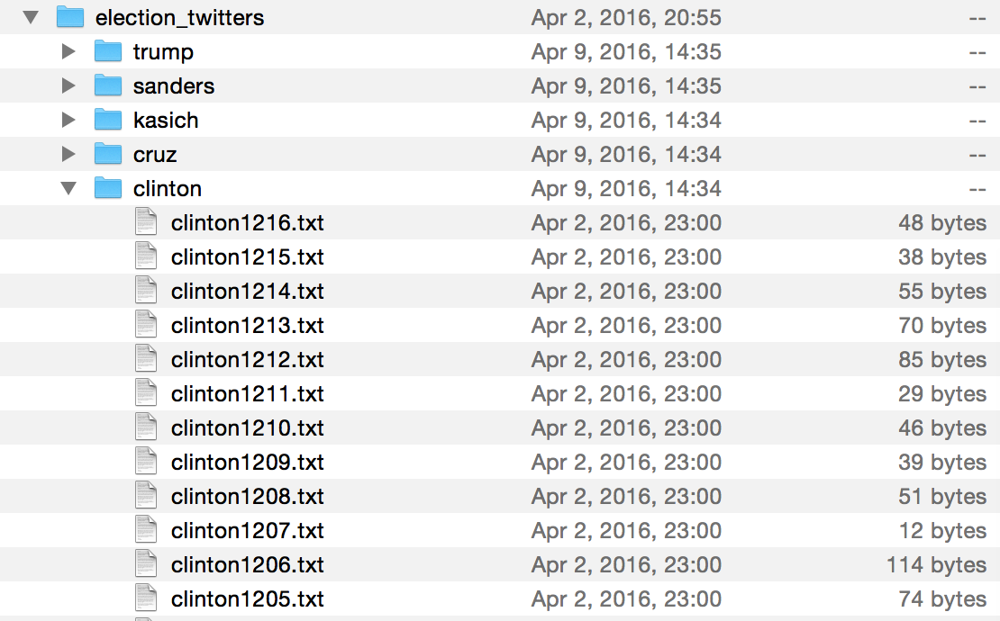 election_twitters Apr 2, 2016, 20:55 --
trump Apr 9, 2016, 14:35 --
sanders Apr 9, 2016, 14:35 --
kasich Apr 9, 2016, 14:34 --
cruz Apr 9, 2016, 14:34 --
clinton Apr 9, 2016, 14:34 --
clinton1216.txt Apr 2, 2016, 23:00 48 bytes
clinton1215.txt Apr 2, 2016, 23:00 38 bytes
clinton1214.txt Apr 2, 2016, 23:00 55 bytes
clinton1213.txt Apr 2, 2016, 23:00 70 bytes
clinton1212.txt Apr 2, 2016, 23:00 85 bytes
clinton1211.txt Apr 2, 2016, 23:00 29 bytes
clinton1210.txt Apr 2, 2016, 23:00 46 bytes
clinton1209.txt Apr 2, 2016, 23:00 39 bytes
clinton1208.txt Apr 2, 2016, 23:00 51 bytes
clinton1207.txt Apr 2, 2016, 23:00 12 bytes
clinton1206.txt Apr 2, 2016, 23:00 114 bytes
clinton1205.txt Apr 2, 2016, 23:00 74 bytes